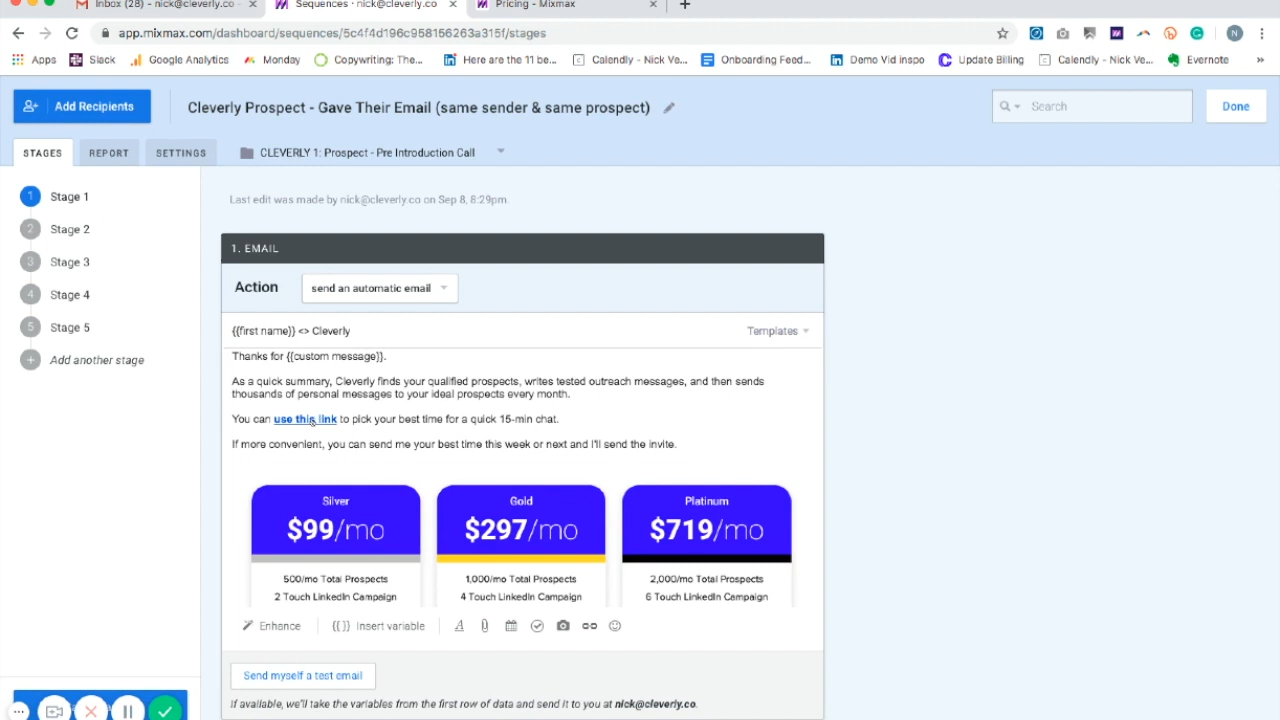 Inbox (28) - nick@cleverly.co
Sequences · nick@cleverly.co
Pricing - Mixmax
app.mixmax.com/dashboard/sequences/5c4f4d196c958156263a315f/stages
N
Apps
Slack
Google Analytics
Monday
Copywriting: The...
Here are the 11 be...
Calendly - Nick Ve...
Onboarding Feed...
Demo Vid inspo
Update Billing
Calendly - Nick Ve...
Evernote
»
Add Recipients
Cleverly Prospect - Gave Their Email (same sender & same prospect)
Search
Done
STAGES
REPORT
SETTINGS
CLEVERLY 1: Prospect - Pre Introduction Call
1 Stage 1
2 Stage 2
3 Stage 3
4 Stage 4
5 Stage 5
+ Add another stage
Last edit was made by nick@cleverly.co on Sep 8, 8:29pm.
1. EMAIL
Action
send an automatic email
{{first name}} <> Cleverly
Templates
Thanks for {{custom message}}.
As a quick summary, Cleverly finds your qualified prospects, writes tested outreach messages, and then sends
thousands of personal messages to your ideal prospects every month.
You can use this link to pick your best time for a quick 15-min chat.
If more convenient, you can send me your best time this week or next and I'll send the invite.
Silver
$99/mo
500/mo Total Prospects
2 Touch LinkedIn Campaign
Gold
$297/mo
1,000/mo Total Prospects
4 Touch LinkedIn Campaign
Platinum
$719/mo
2,000/mo Total Prospects
6 Touch LinkedIn Campaign
Enhance
{{ }} Insert variable
Send myself a test email
If available, we'll take the variables from the first row of data and send it to you at nick@cleverly.co.